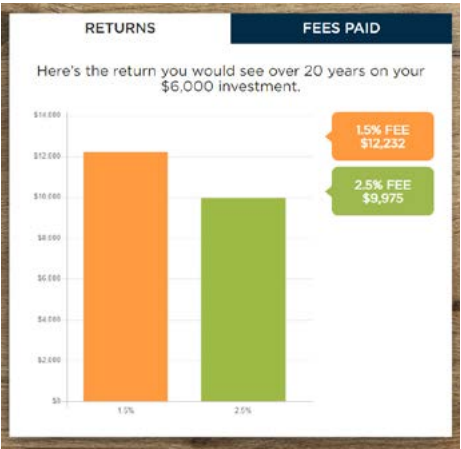 RETURNS
FEES PAID
Here's the return you would see over 20 years on your
$6,000 investment.
$14,000
$12,000
$10,000
$8,000
$6,000
$4,000
$2,000
$0
1.5%
2.5%
1.5% FEE
$12,232
2.5% FEE
$9,975